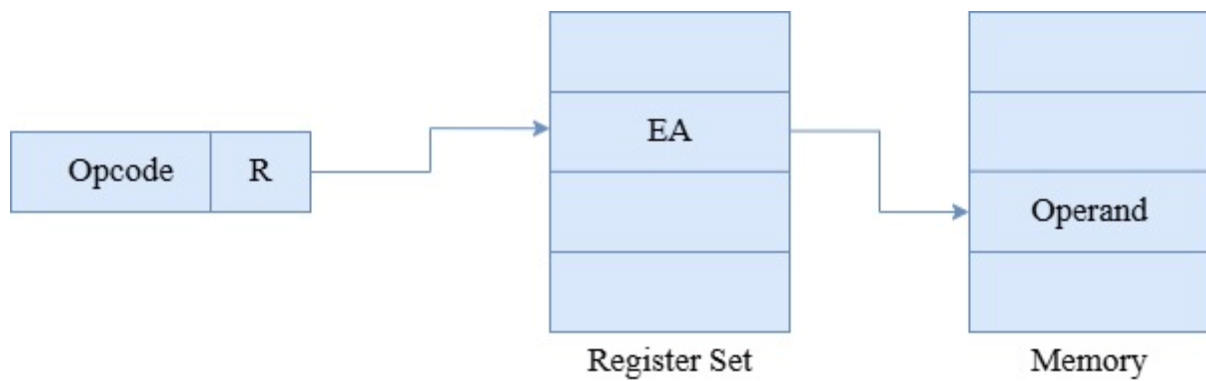 Opcode
R
EA
Operand
Register Set
Memory